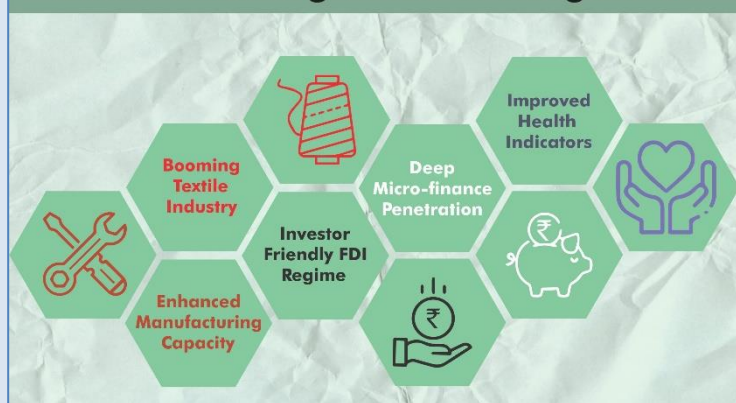 Booming
Textile
Industry
Enhanced
Manufacturing
Capacity
Investor
Friendly FDI
Regime
Deep
Micro-finance
Penetration
Improved
Health
Indicators
₹
₹